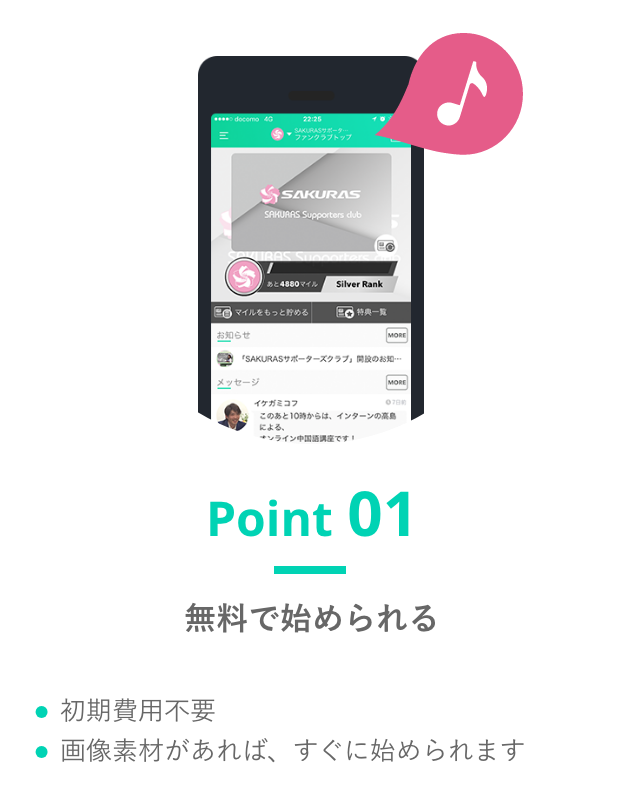 docomo 4G 22:25
SAKURASサポータ…
ファンクラブトップ
SAKURAS
SAKURAS Supporters club
SAKURAS Supporters club
あと4880マイル
Silver Rank
マイルをもっと貯める
特典一覧
お知らせ
MORE
「SAKURASサポーターズクラブ」開設のお知…
メッセージ
MORE
イケガミコフ
7日前
このあと10時からは、インターンの高島
による、
オンライン中国語講座です！
Point 01
無料で始められる
初期費用不要
画像素材があれば、すぐに始められます